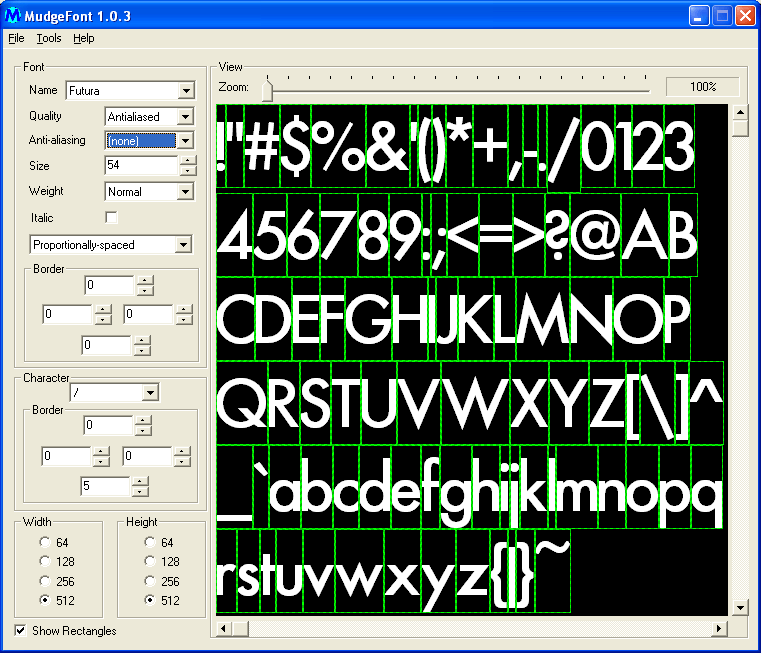 MudgeFont 1.0.3
File Tools Help
Font
Name Futura
Quality Antialiased
Anti-aliasing (none)
Size 54
Weight Normal
Italic
Proportionally-spaced
Border
0
0 0
0
Character
/
Border
0
0 0
5
Width
64
128
256
512
Height
64
128
256
512
Show Rectangles
View
Zoom: 100%
!"#$%&'()*+,-./0123
456789:;<=>?@AB
CDEFGHIJKLMNOP
QRSTUVWXYZ[\]^
_`abcdefghijklmnopq
rstuvwxyz{|}~